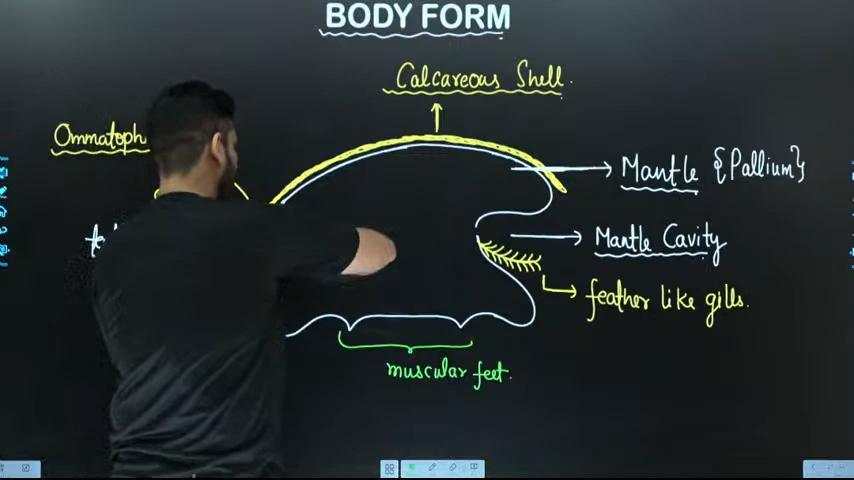 BODY FORM
Calcareous Shell
Ommatoph
Mantle {Pallium}
Mantle Cavity
feather like gills.
muscular feet.